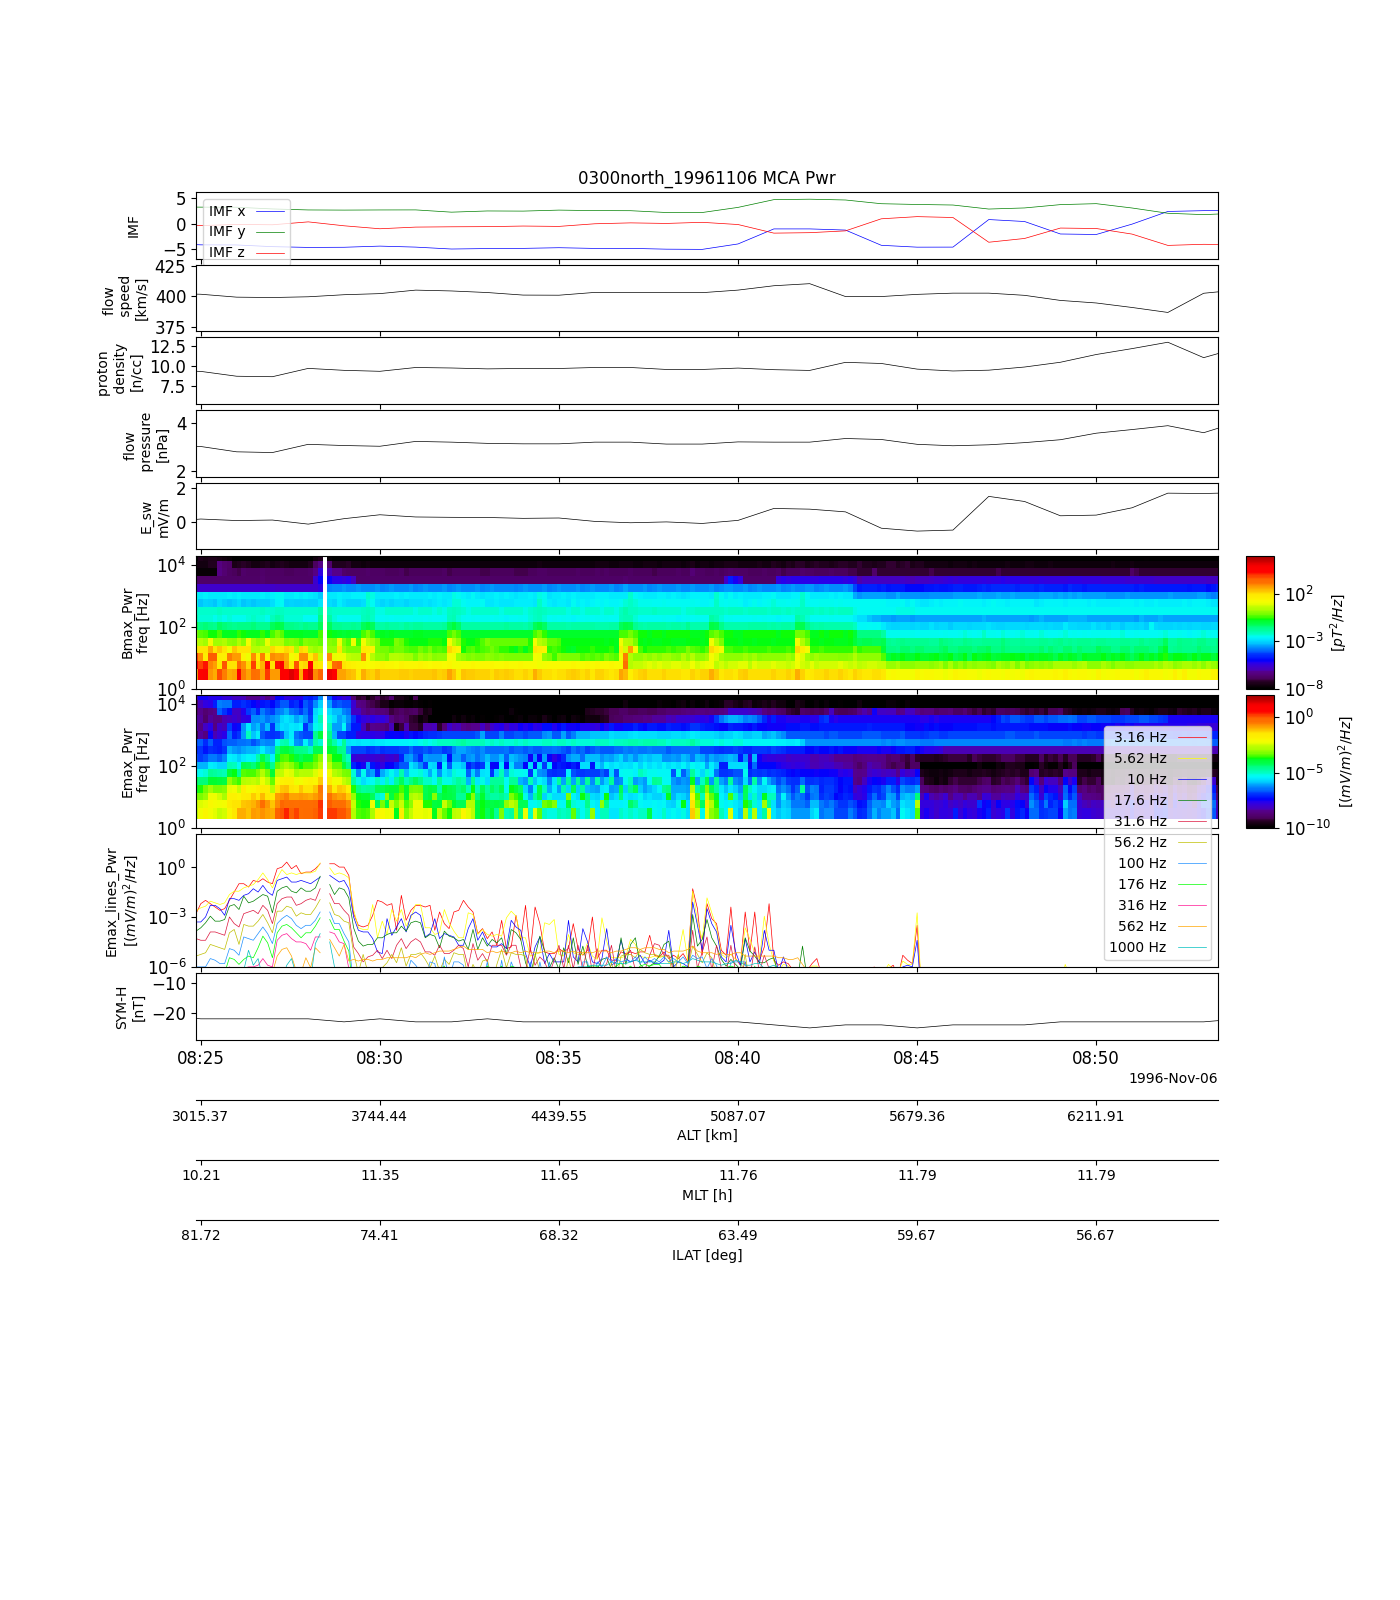 0300north_19961106 MCA Pwr
5
0
−5
IMF
IMF x
IMF y
IMF z
425
400
375
flow
speed
[km/s]
12.5
10.0
7.5
proton
density
[n/cc]
4
2
flow
pressure
[nPa]
2
0
E_sw
mV/m
10^4
10^2
10^0
Bmax_Pwr
freq [Hz]
10^2
10^−3
10^−8
[pT^2/Hz]
10^4
10^2
10^0
Emax_Pwr
freq [Hz]
10^0
10^−5
10^−10
[(mV/m)^2/Hz]
3.16 Hz
5.62 Hz
10 Hz
17.6 Hz
31.6 Hz
56.2 Hz
100 Hz
176 Hz
316 Hz
562 Hz
1000 Hz
10^0
10^−3
10^−6
Emax_lines_Pwr
[(mV/m)^2/Hz]
−10
−20
SYM-H
[nT]
08:25 08:30 08:35 08:40 08:45 08:50
1996-Nov-06
3015.37 3744.44 4439.55 5087.07 5679.36 6211.91
ALT [km]
10.21 11.35 11.65 11.76 11.79 11.79
MLT [h]
81.72 74.41 68.32 63.49 59.67 56.67
ILAT [deg]